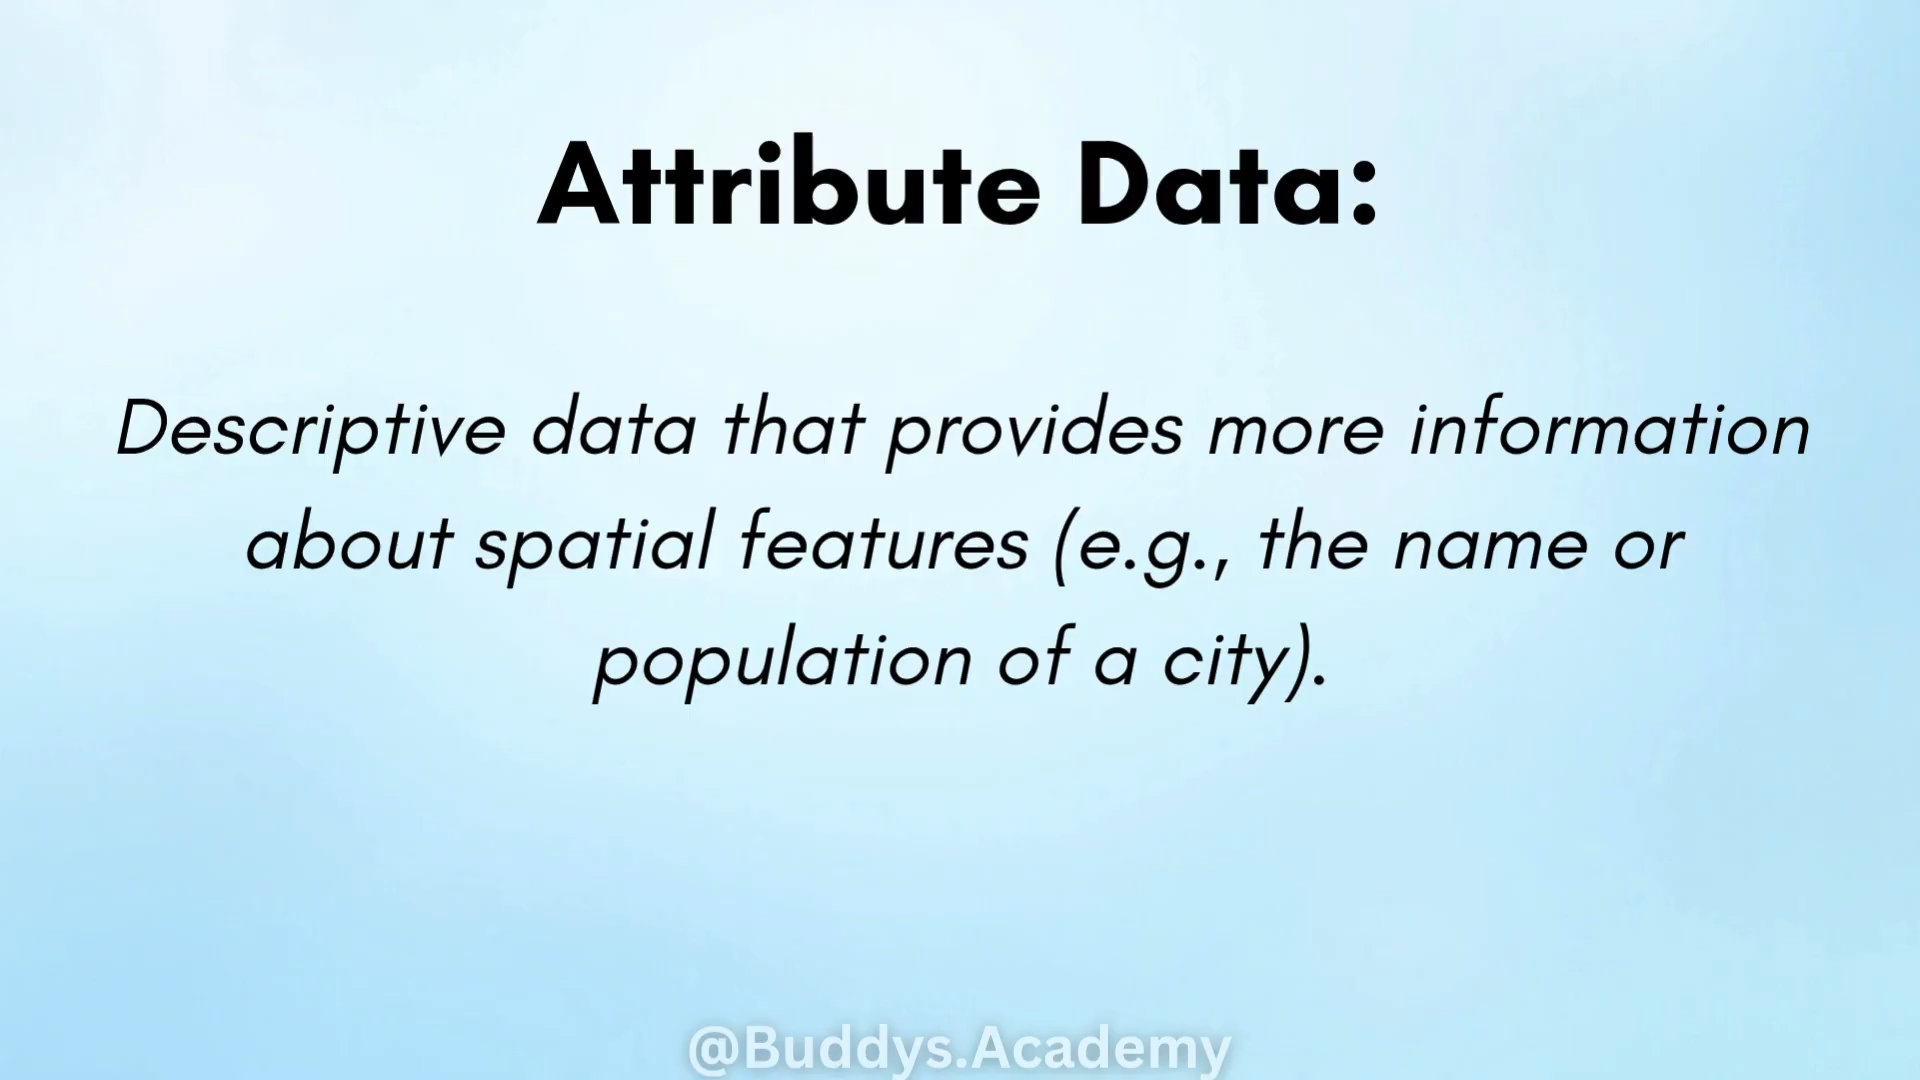 Attribute Data:
Descriptive data that provides more information
about spatial features (e.g., the name or
population of a city).
@Buddys.Academy